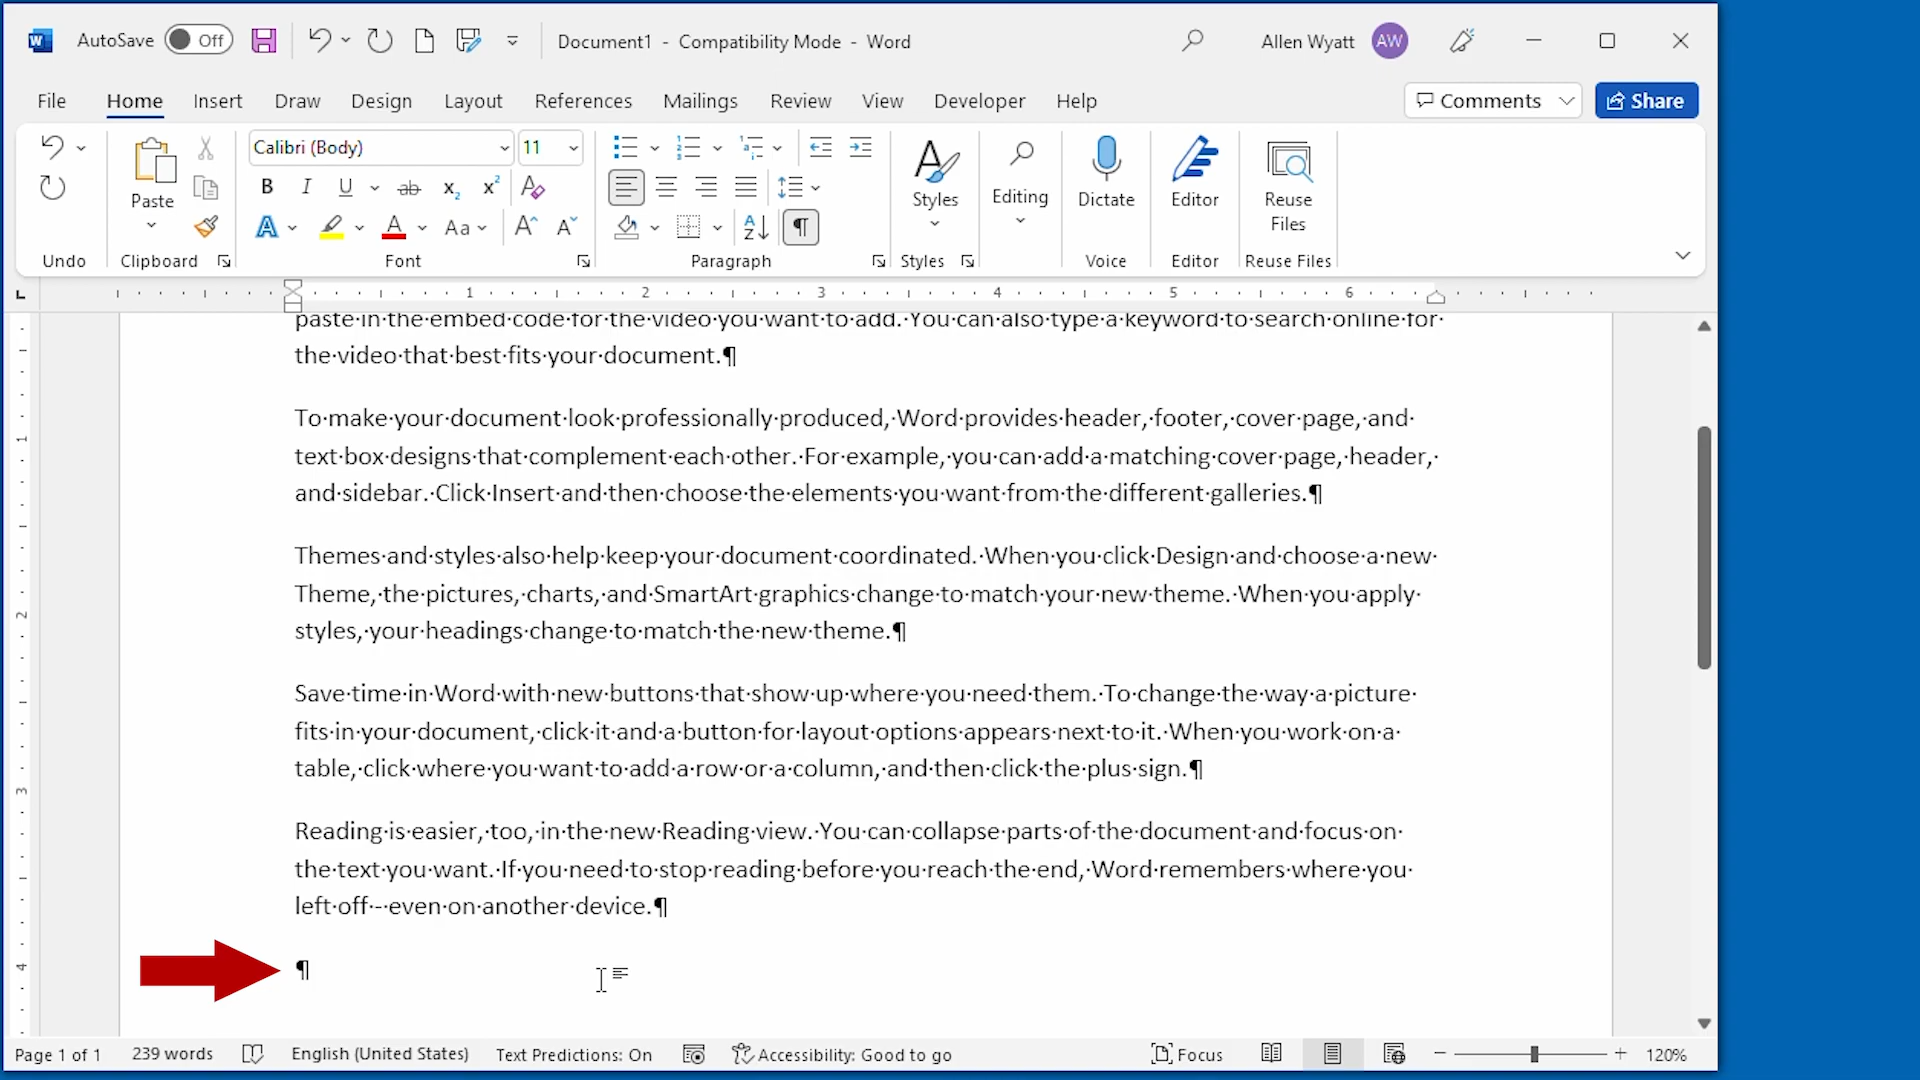 AutoSave Off Document1 - Compatibility Mode - Word Allen Wyatt AW
File Home Insert Draw Design Layout References Mailings Review View Developer Help Comments Share
Calibri (Body) 11
Paste Styles Editing Dictate Editor Reuse Files
Undo Clipboard Font Paragraph Styles Voice Editor Reuse Files
1 2 3 4 5 6
paste·in·the·embed·code·for·the·video·you·want·to·add.·You·can·also·type·a·keyword·to·search·online·for·
the·video·that·best·fits·your·document.¶
To·make·your·document·look·professionally·produced,·Word·provides·header,·footer,·cover·page,·and·
text·box·designs·that·complement·each·other.·For·example,·you·can·add·a·matching·cover·page,·header,·
and·sidebar.·Click·Insert·and·then·choose·the·elements·you·want·from·the·different·galleries.¶
Themes·and·styles·also·help·keep·your·document·coordinated.·When·you·click·Design·and·choose·a·new·
Theme,·the·pictures,·charts,·and·SmartArt·graphics·change·to·match·your·new·theme.·When·you·apply·
styles,·your·headings·change·to·match·the·new·theme.¶
Save·time·in·Word·with·new·buttons·that·show·up·where·you·need·them.·To·change·the·way·a·picture·
fits·in·your·document,·click·it·and·a·button·for·layout·options·appears·next·to·it.·When·you·work·on·a·
table,·click·where·you·want·to·add·a·row·or·a·column,·and·then·click·the·plus·sign.¶
Reading·is·easier,·too,·in·the·new·Reading·view.·You·can·collapse·parts·of·the·document·and·focus·on·
the·text·you·want.·If·you·need·to·stop·reading·before·you·reach·the·end,·Word·remembers·where·you·
left·off·-·even·on·another·device.¶
¶
1
2
3
4
Page 1 of 1 239 words English (United States) Text Predictions: On Accessibility: Good to go Focus 120%